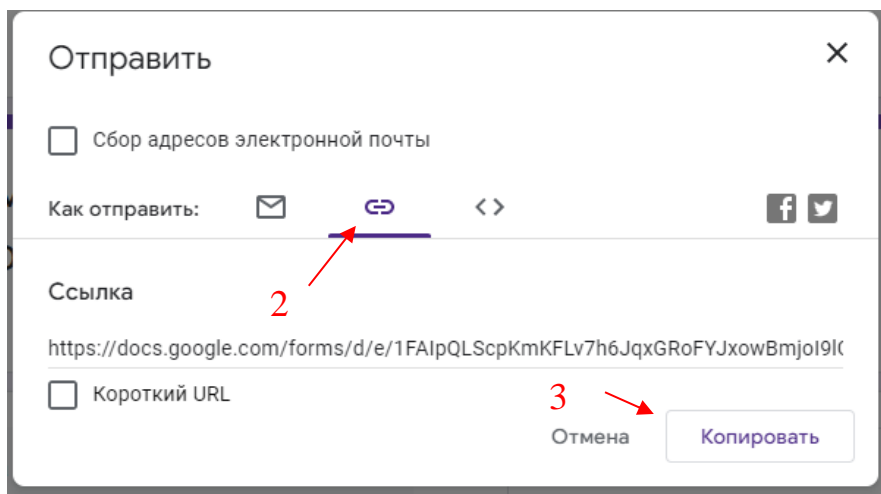 Отправить
Сбор адресов электронной почты
Как отправить:
Ссылка
2
https://docs.google.com/forms/d/e/1FAIpQLScpKmKFLv7h6JqxGRoFYJxowBmjoI9l
Короткий URL
3
Отмена
Копировать